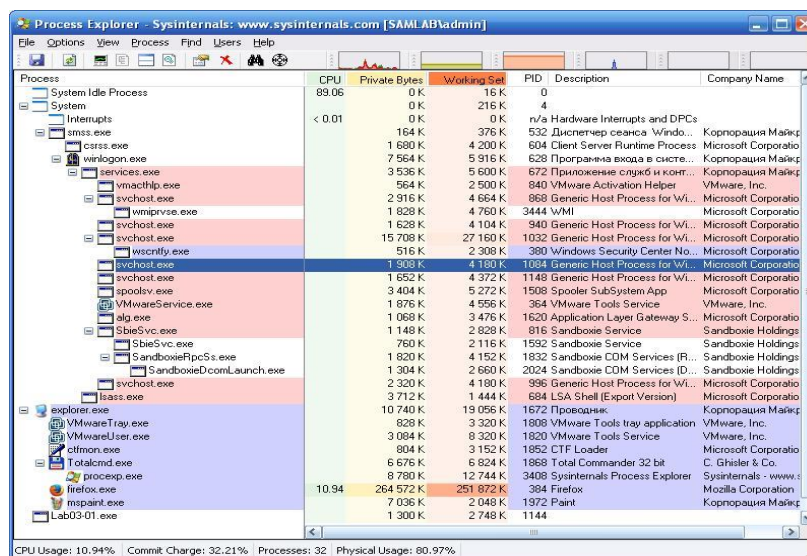 Process Explorer - Sysinternals: www.sysinternals.com [SAMLAB\admin]
File Options View Process Find Users Help
Process CPU Private Bytes Working Set PID Description Company Name
System Idle Process 89.06 0 K 16 K 0
System 0 K 216 K 4
Interrupts < 0.01 0 K 0 K n/a Hardware Interrupts and DPCs
smss.exe 164 K 376 K 532 Диспетчер сеанса Windo... Корпорация Майкр
csrss.exe 1 680 K 4 200 K 604 Client Server Runtime Process Microsoft Corporatio
winlogon.exe 7 564 K 5 916 K 628 Программа входа в систе... Корпорация Майкр
services.exe 3 536 K 5 600 K 672 Приложение служб и конт... Корпорация Майкр
vmacthlp.exe 564 K 2 500 K 840 VMware Activation Helper VMware, Inc.
svchost.exe 2 916 K 4 664 K 868 Generic Host Process for Wi... Microsoft Corporatio
wmiprvse.exe 1 828 K 4 760 K 3444 WMI Microsoft Corporatio
svchost.exe 1 628 K 4 104 K 940 Generic Host Process for Wi... Microsoft Corporatio
svchost.exe 15 708 K 27 160 K 1032 Generic Host Process for Wi... Microsoft Corporatio
wscntfy.exe 516 K 2 308 K 380 Windows Security Center No... Microsoft Corporatio
svchost.exe 1 908 K 4 180 K 1084 Generic Host Process for Wi... Microsoft Corporatio
svchost.exe 1 652 K 4 372 K 1148 Generic Host Process for Wi... Microsoft Corporatio
spoolsv.exe 3 404 K 5 272 K 1508 Spooler SubSystem App Microsoft Corporatio
VMwareService.exe 1 876 K 4 556 K 364 VMware Tools Service VMware, Inc.
alg.exe 1 068 K 3 476 K 1620 Application Layer Gateway S... Microsoft Corporatio
SbieSvc.exe 1 148 K 2 828 K 816 Sandboxie Service Sandboxie Holdings
SbieSvc.exe 760 K 2 116 K 1592 Sandboxie Service Sandboxie Holdings
SandboxieRpcSs.exe 1 820 K 4 152 K 1832 Sandboxie COM Services (R... Sandboxie Holdings
SandboxieDcomLaunch.exe 1 304 K 2 660 K 2024 Sandboxie COM Services (D... Sandboxie Holdings
svchost.exe 2 320 K 4 180 K 996 Generic Host Process for Wi... Microsoft Corporatio
lsass.exe 3 712 K 1 444 K 684 LSA Shell (Export Version) Microsoft Corporatio
explorer.exe 10 740 K 19 056 K 1672 Проводник Корпорация Майкр
VMwareTray.exe 828 K 3 320 K 1808 VMware Tools tray application VMware, Inc.
VMwareUser.exe 3 084 K 8 320 K 1820 VMware Tools Service VMware, Inc.
ctfmon.exe 804 K 3 152 K 1852 CTF Loader Microsoft Corporatio
Totalcmd.exe 6 676 K 6 824 K 1868 Total Commander 32 bit C. Ghisler & Co.
procexp.exe 8 780 K 12 744 K 3408 Sysinternals Process Explorer Sysinternals - www.s
firefox.exe 10.94 264 572 K 251 872 K 384 Firefox Mozilla Corporation
mspaint.exe 7 036 K 2 048 K 1972 Paint Корпорация Майкр
Lab03-01.exe 1 300 K 2 748 K 1144
CPU Usage: 10.94% Commit Charge: 32.21% Processes: 32 Physical Usage: 80.97%